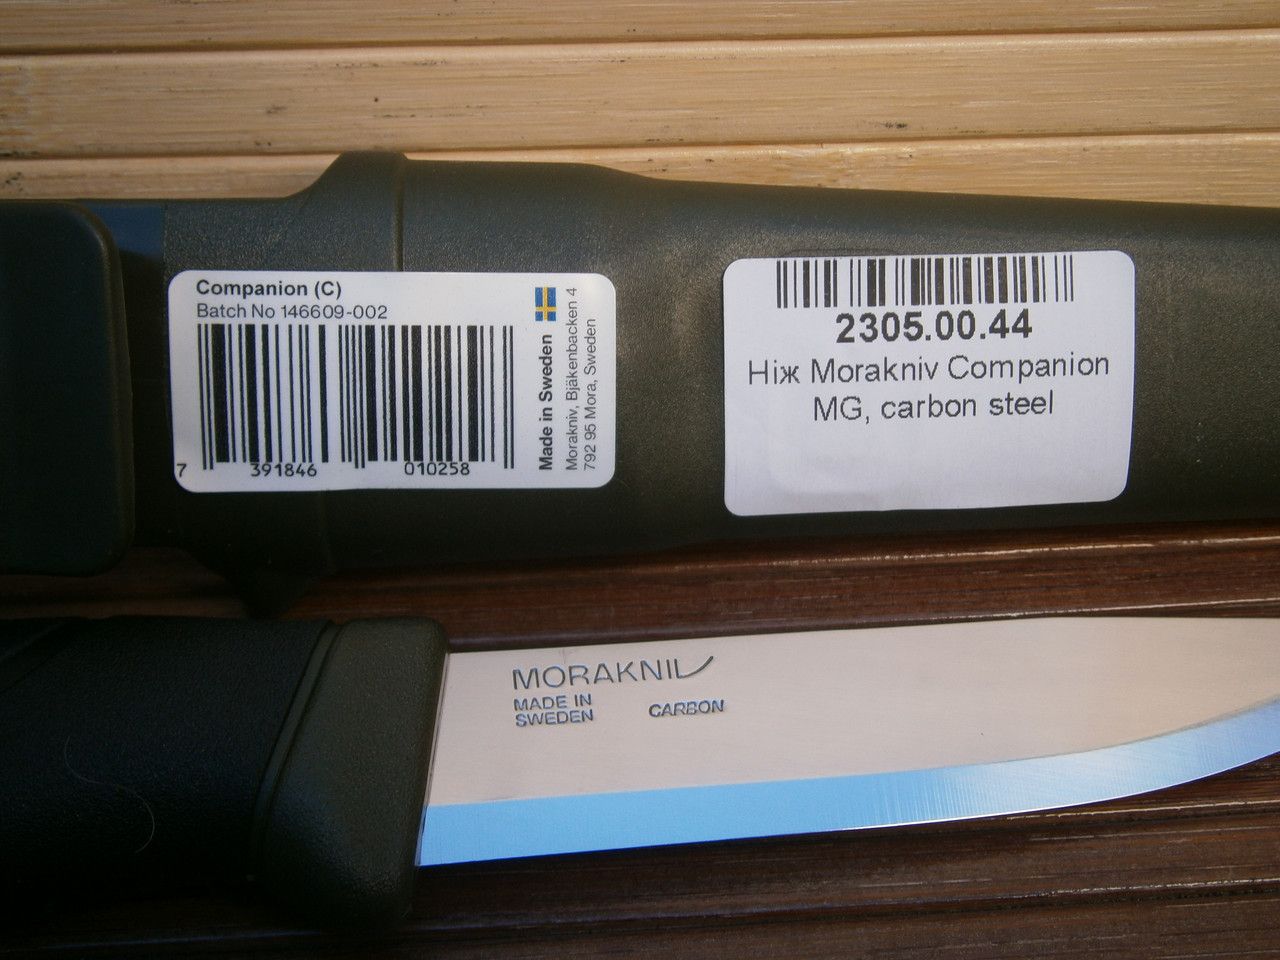 Companion (C)
Batch No 146609-002
7 391846 010258
Made in Sweden
Morakniv, Bjäkenbacken 4
792 95 Mora, Sweden
2305.00.44
Ніж Morakniv Companion
MG, carbon steel
MORAKNIV
MADE IN
SWEDEN CARBON